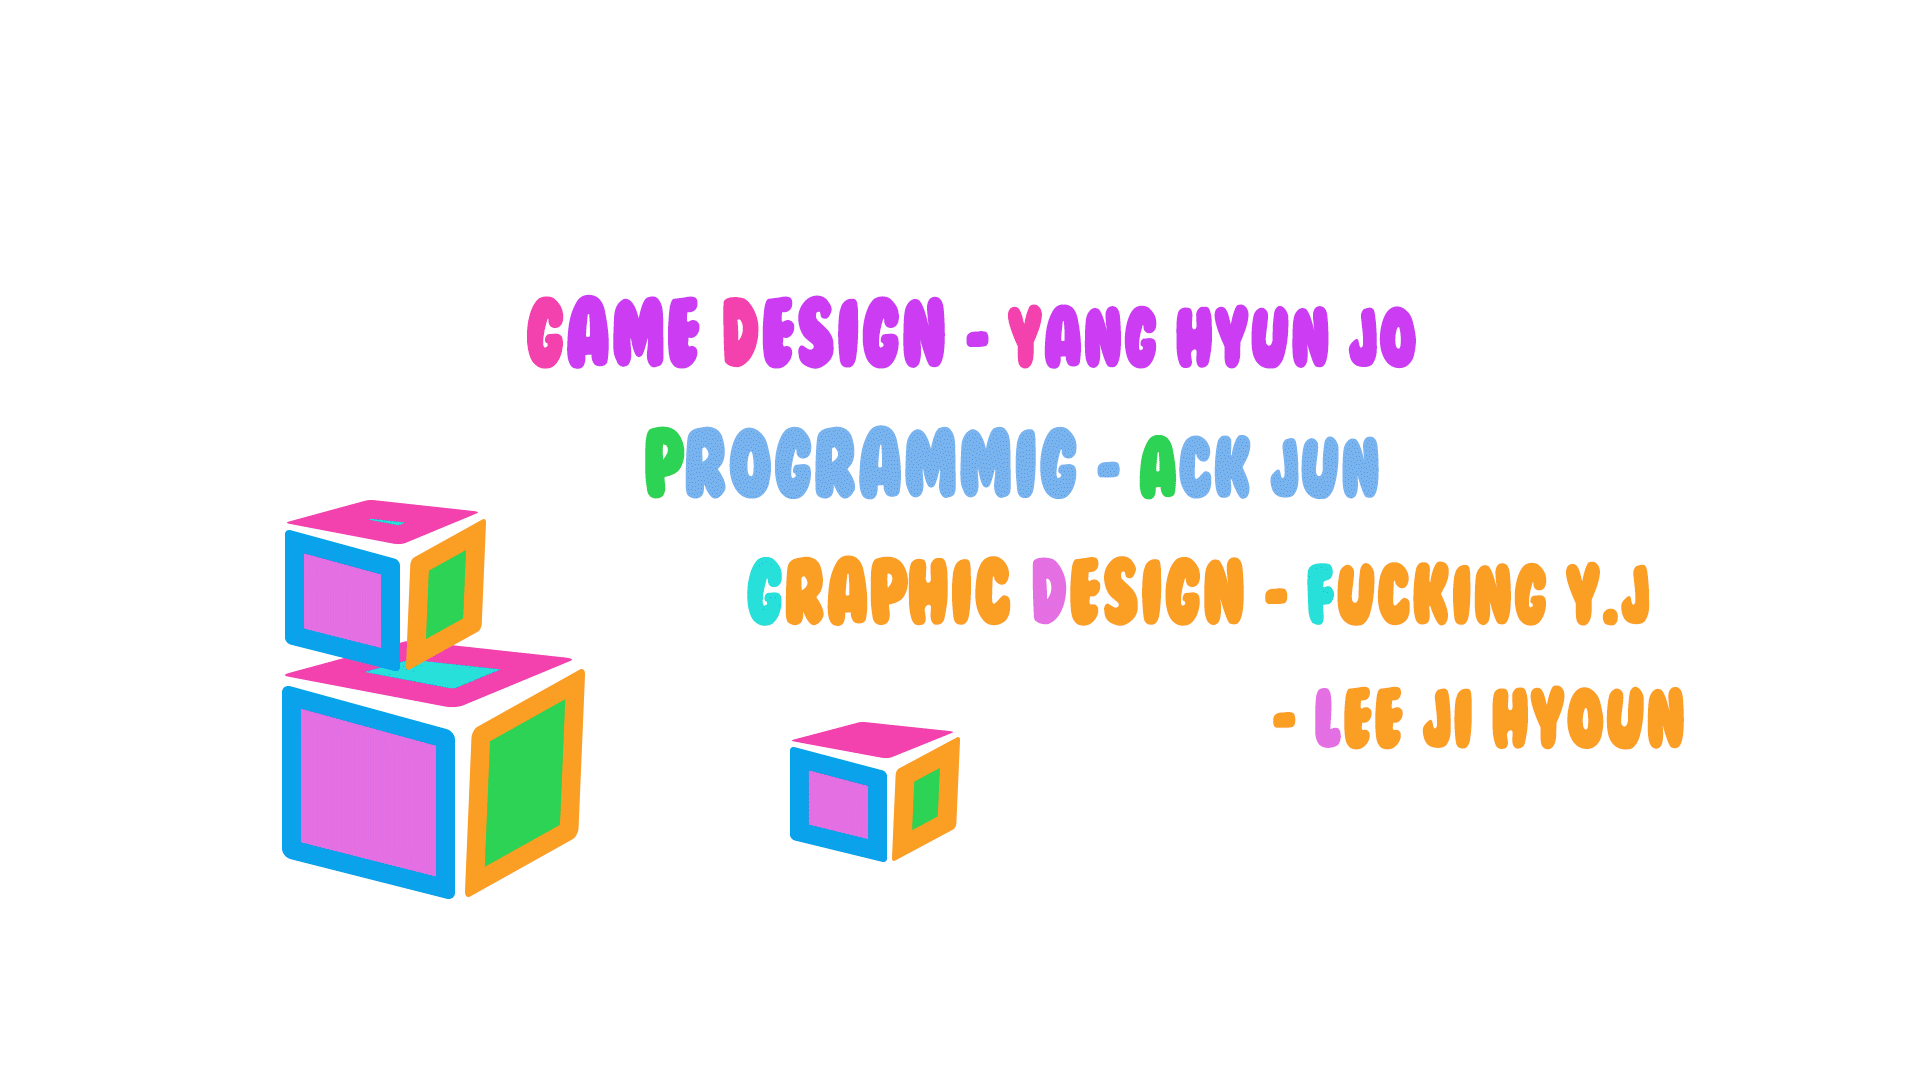 GAME DESIGN - YANG HYUN JO
PROGRAMMIG - ACK JUN
GRAPHIC DESIGN - FUCKING Y.J
- LEE JI HYOUN